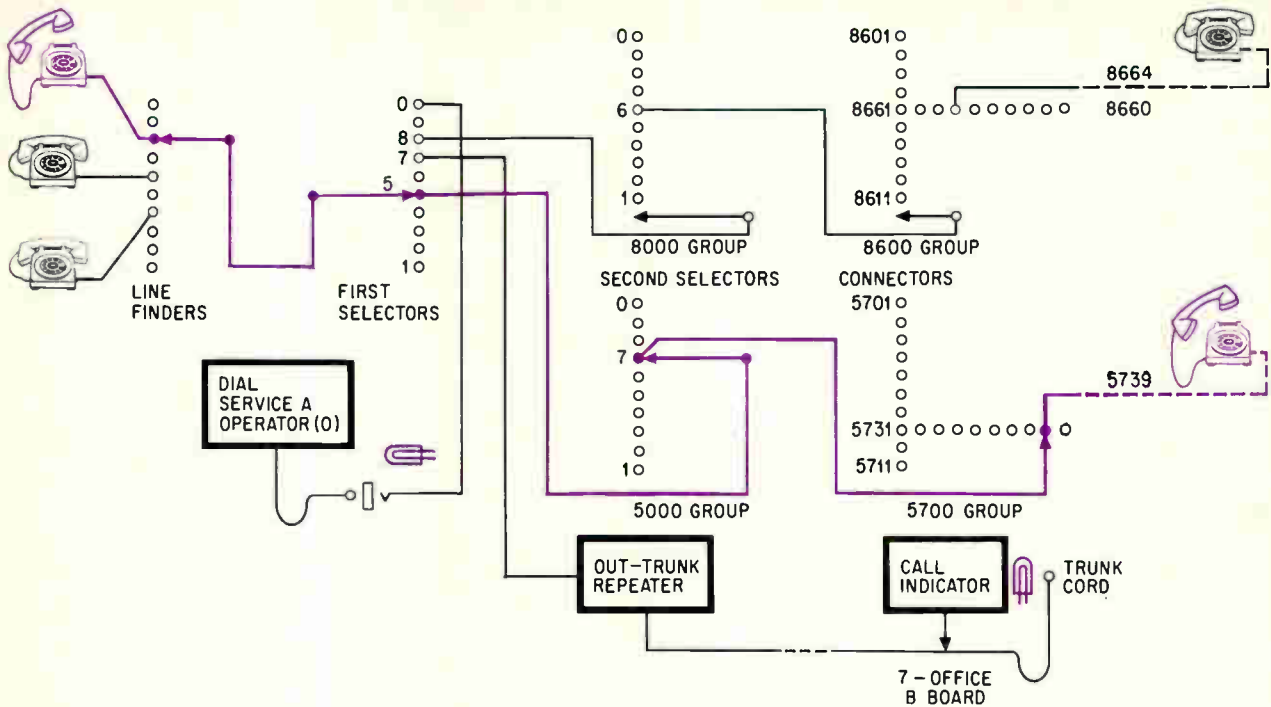 0
8
7
5
1
LINE
FINDERS
FIRST
SELECTORS
0
6
1
8000 GROUP
SECOND SELECTORS
8601
8661
8611
8664
8660
8600 GROUP
CONNECTORS
0
7
1
5000 GROUP
5701
5731
5711
5739
5700 GROUP
DIAL
SERVICE A
OPERATOR (0)
OUT-TRUNK
REPEATER
CALL
INDICATOR
TRUNK
CORD
7-OFFICE
B BOARD